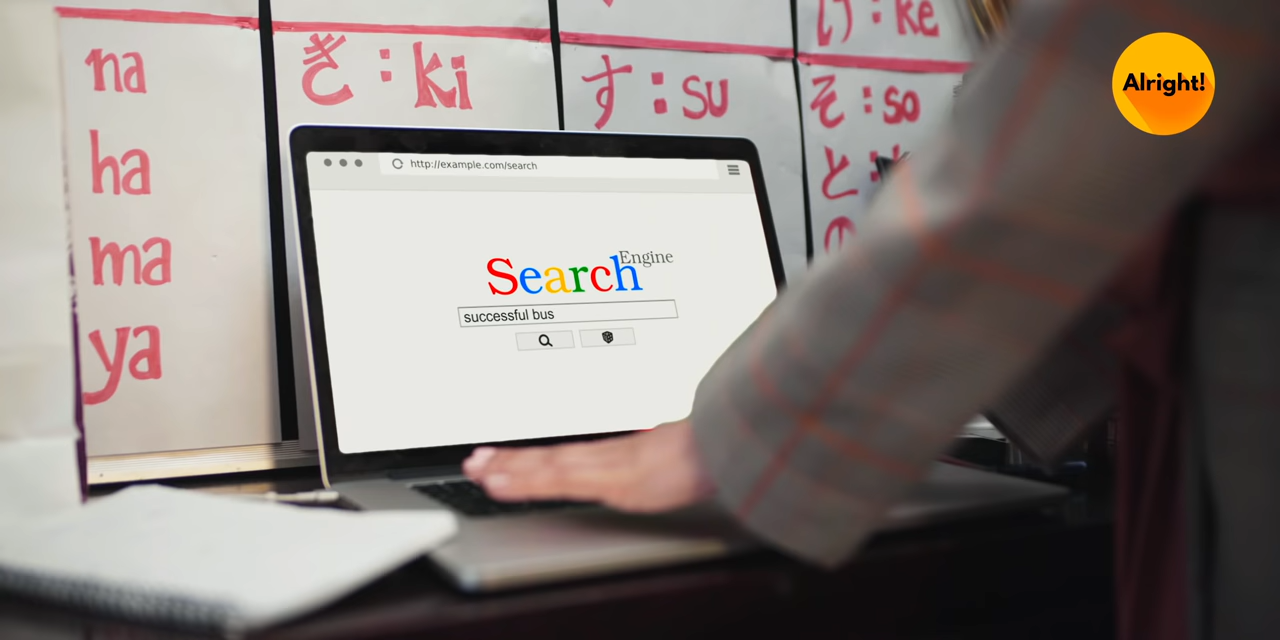 け : ke
na
き : ki
す : su
そ : so
Alright!
ha
と :
ma
ya
http://example.com/search
Search Engine
successful bus